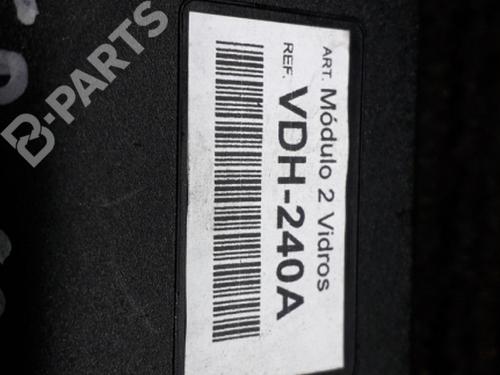 ART. Módulo 2 Vidros
REF. VDH-240A
B-PARTS